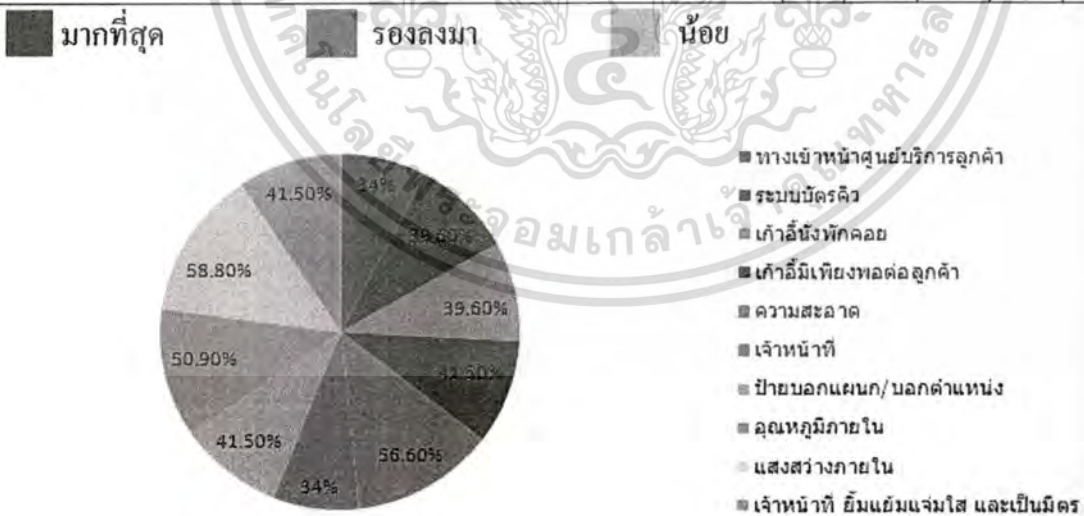 มากที่สุด
รองลงมา
น้อย
34%
39.60%
39.60%
41.50%
56.60%
34%
41.50%
50.90%
58.80%
41.50%
ทางเข้าหน้าศูนย์บริการลูกค้า
ระบบบัตรคิว
เก้าอี้นั่งพักคอย
เก้าอี้มีเพียงพอต่อลูกค้า
ความสะอาด
เจ้าหน้าที่
ป้ายบอกแผนก/บอกตำแหน่ง
อุณหภูมิภายใน
แสงสว่างภายใน
เจ้าหน้าที่ ยิ้มแย้มแจ่มใส และเป็นมิตร